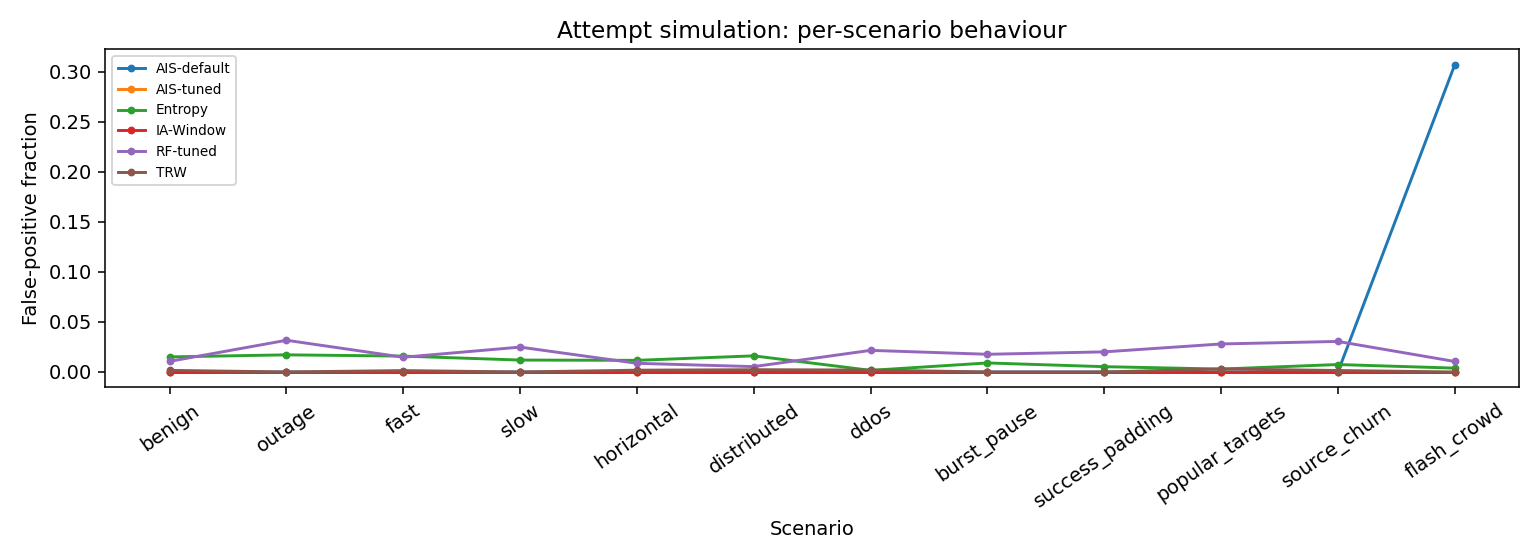 Attempt simulation: per-scenario behaviour
False-positive fraction
0.30
0.25
0.20
0.15
0.10
0.05
0.00
AIS-default
AIS-tuned
Entropy
IA-Window
RF-tuned
TRW
benign
outage
fast
slow
horizontal
distributed
ddos
burst_pause
success_padding
popular_targets
source_churn
flash_crowd
Scenario